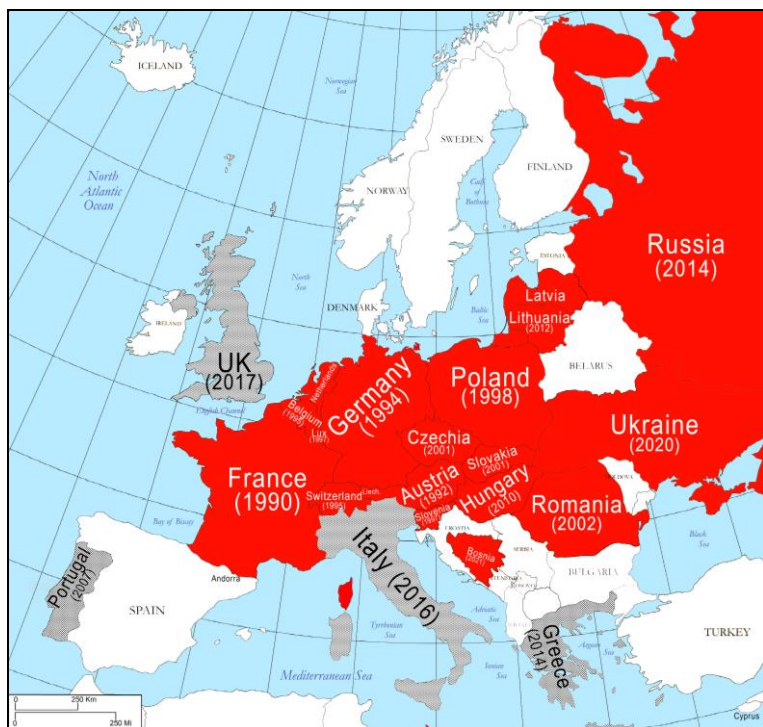 ICELAND
Norwegian
Sea
SWEDEN
FINLAND
NORWAY
Gulf
of
Bothnia
North
Atlantic
Ocean
Russia
(2014)
ESTONIA
North
Sea
DENMARK
Baltic
Sea
Latvia
Lithuania
(2012)
IRELAND
UK
(2017)
BELARUS
Netherlands
English Channel
Belgium
(1995)
Lux
(1991)
Germany
(1994)
Poland
(1998)
Ukraine
(2020)
Czechia
(2001)
Slovakia
(2001)
France
(1990)
Switzerland
(1995)
Liech.
Austria
(1992)
Hungary
(2010)
Slovenia
Romania
(2002)
MOLDOVA
Bay of Biscay
CROATIA
Bosnia
(2021)
SERBIA
BULGARIA
Black
Sea
Italy (2016)
Portugal
(2007)
SPAIN
Andorra
Adriatic
Sea
Tyrrhenian
Sea
Mediterranean Sea
Ionian
Sea
Greece
(2014)
Aegean
Sea
TURKEY
Cyprus
0
250 Km
0
250 Mi